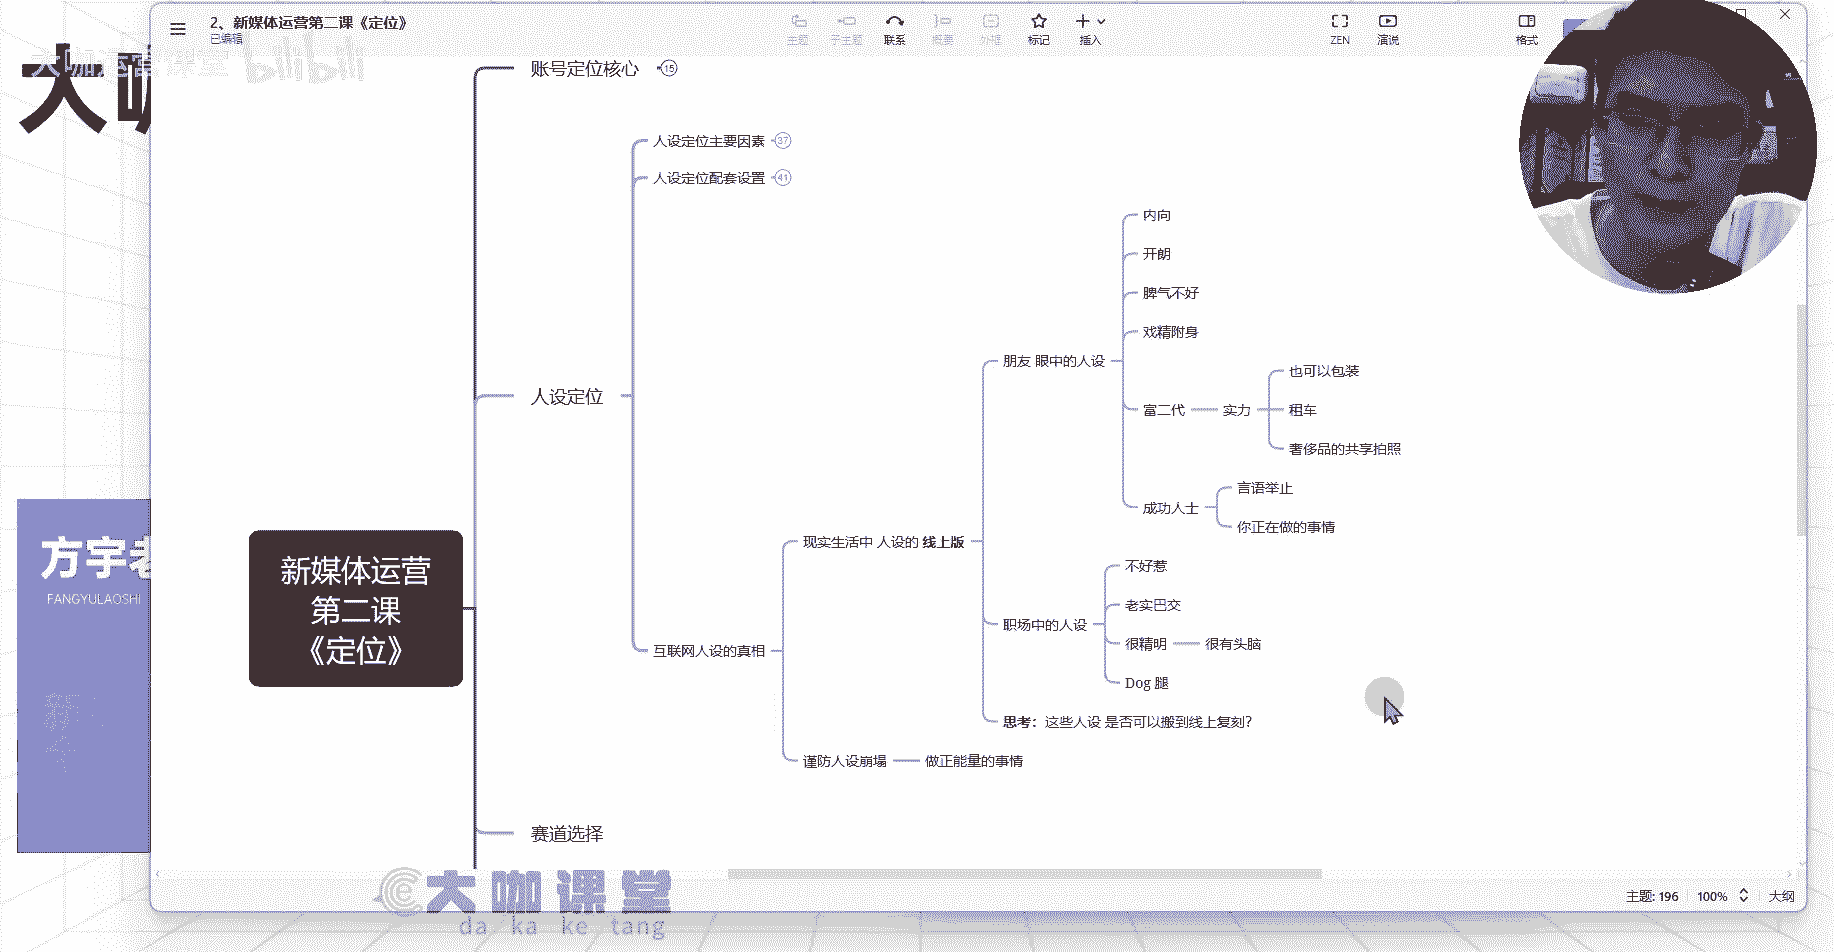 2、新媒体运营第二课《定位》
已编辑
主题
子主题
联系
概要
外框
标记
插入
ZEN
演说
格式
大咖运营课堂 bilibili
大咖
账号定位核心 15
人设定位主要因素 37
人设定位配套设置 41
内向
开朗
脾气不好
戏精附身
朋友 眼中的人设
也可以包装
人设定位
富二代
实力
租车
奢侈品的共享拍照
言语举止
成功人士
你正在做的事情
现实生活中 人设的 线上版
方宇老
FANGYULAOSHI
新媒体运营
第二课
《定位》
不好惹
老实巴交
职场中的人设
很精明
很有头脑
互联网人设的真相
Dog 腿
思考：这些人设 是否可以搬到线上复刻？
谨防人设崩塌
做正能量的事情
赛道选择
大咖课堂
da ka ke tang
主题: 196
100%
大纲